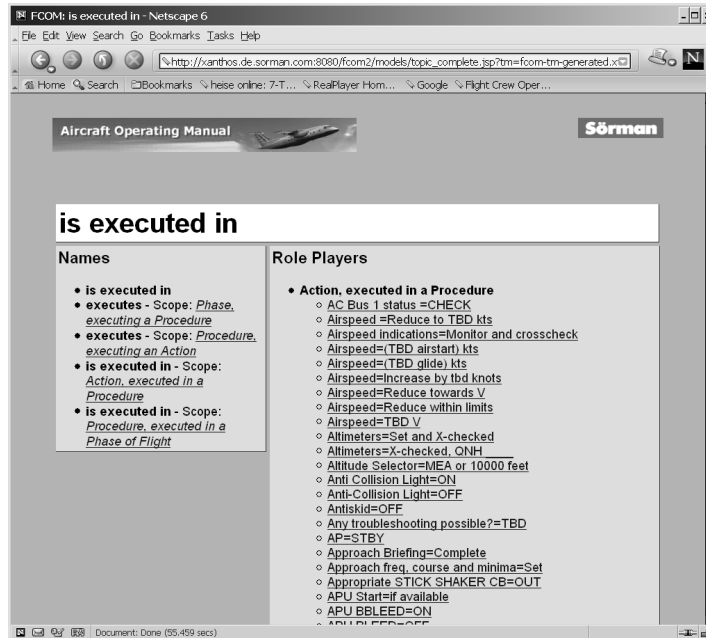 FCOM: is executed in - Netscape 6
File Edit View Search Go Bookmarks Tasks Help
http://xanthos.de.sorman.com:8080/fcom2/models/topic_complete.jsp?tm=fcom-tm-generated.x
N
Home Search Bookmarks heise online: 7-T... RealPlayer Hom... Google Flight Crew Oper...
Aircraft Operating Manual
Sörman
is executed in
Names
is executed in
executes - Scope: Phase,
executing a Procedure
executes - Scope: Procedure,
executing an Action
is executed in - Scope:
Action, executed in a
Procedure
is executed in - Scope:
Procedure, executed in a
Phase of Flight
Role Players
Action, executed in a Procedure
AC Bus 1 status =CHECK
Airspeed =Reduce to TBD kts
Airspeed indications=Monitor and crosscheck
Airspeed=(TBD airstart) kts
Airspeed=(TBD glide) kts
Airspeed=Increase by tbd knots
Airspeed=Reduce towards V
Airspeed=Reduce within limits
Airspeed=TBD V
Altimeters=Set and X-checked
Altimeters=X-checked, QNH ____
Altitude Selector=MEA or 10000 feet
Anti Collision Light=ON
Anti-Collision Light=OFF
Antiskid=OFF
Any troubleshooting possible?=TBD
AP=STBY
Approach Briefing=Complete
Approach freq, course and minima=Set
Appropriate STICK SHAKER CB=OUT
APU Start=if available
APU BBLEED=ON
APU BLEED=OFF
Document: Done (55.459 secs)